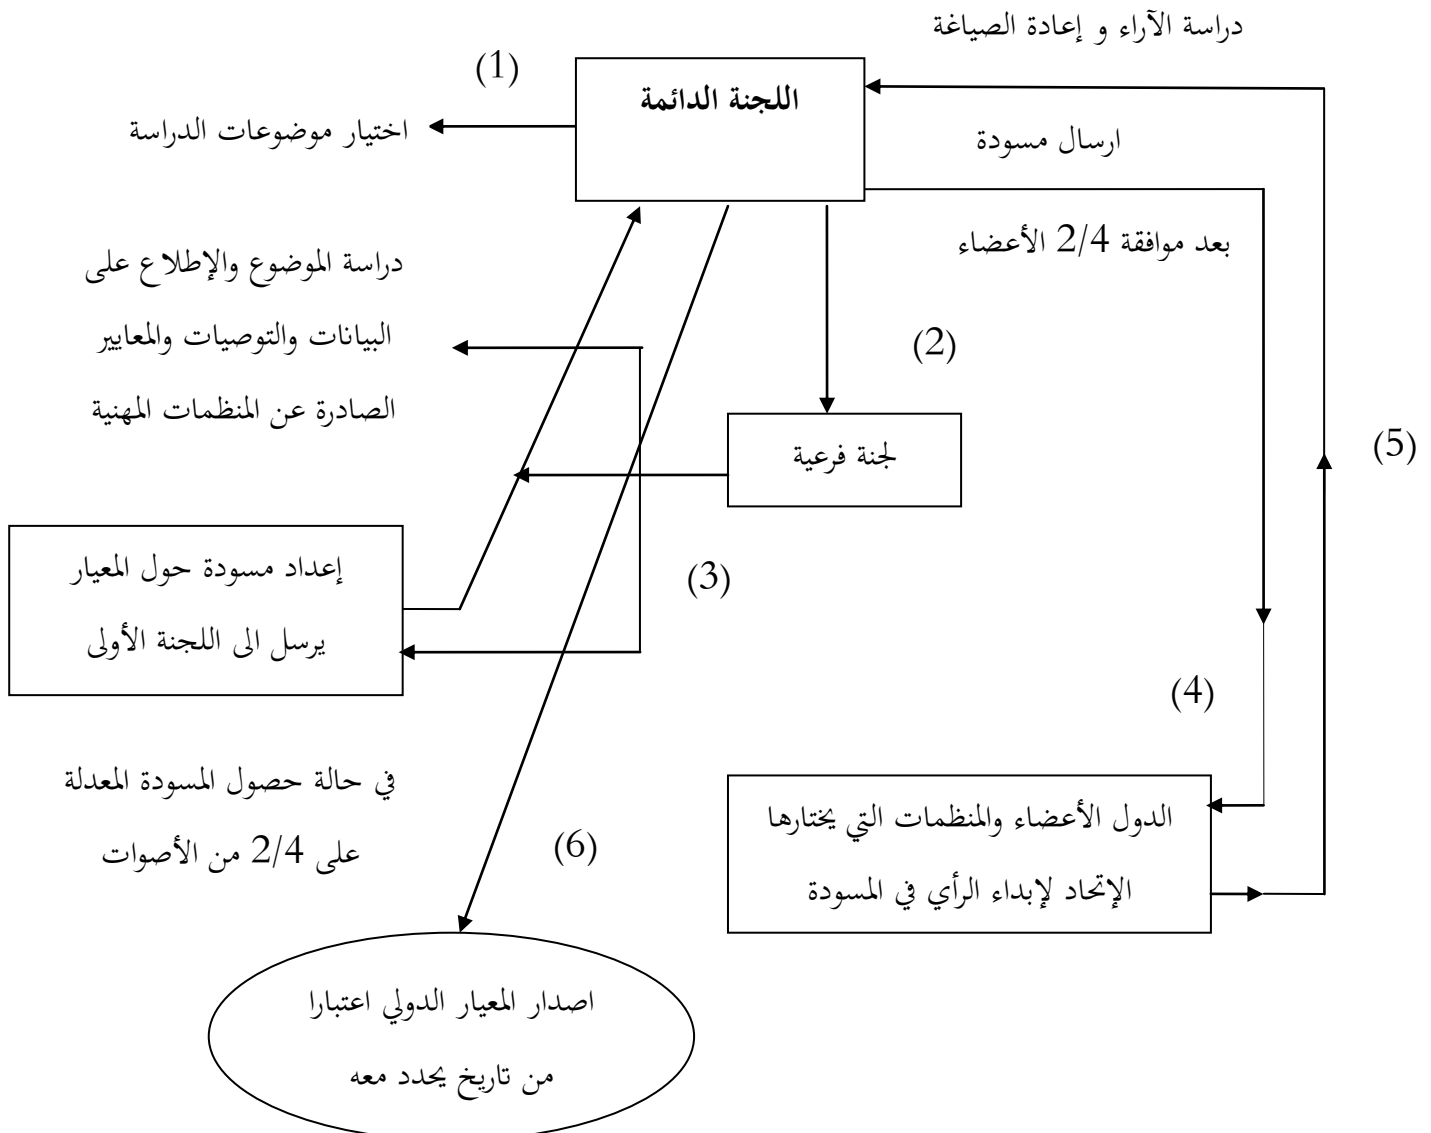 دراسة الآراء و إعادة الصياغة
(1)
اللجنة الدائمة
اختيار موضوعات الدراسة
ارسال مسودة
بعد موافقة 2/4 الأعضاء
دراسة الموضوع والإطلاع على
البيانات والتوصيات والمعايير
الصادرة عن المنظمات المهنية
(2)
لجنة فرعية
(5)
إعداد مسودة حول المعيار
يرسل الى اللجنة الأولى
(3)
(4)
في حالة حصول المسودة المعدلة
على 2/4 من الأصوات
(6)
الدول الأعضاء والمنظمات التي يختارها
الإتحاد لإبداء الرأي في المسودة
اصدار المعيار الدولي اعتبارا
من تاريخ يحدد معه